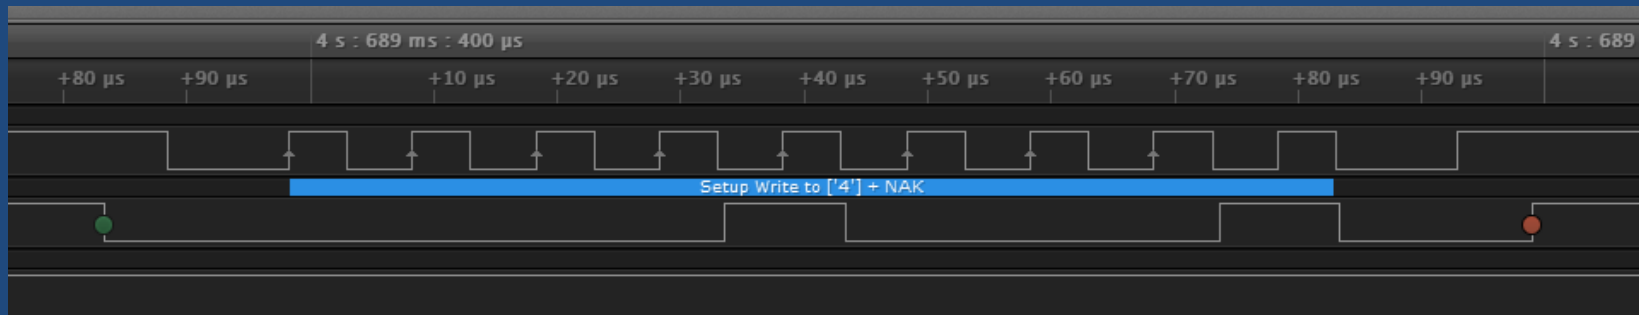 4 s : 689 ms : 400 µs 4 s : 689
+80 µs +90 µs +10 µs +20 µs +30 µs +40 µs +50 µs +60 µs +70 µs +80 µs +90 µs
Setup Write to ['4'] + NAK